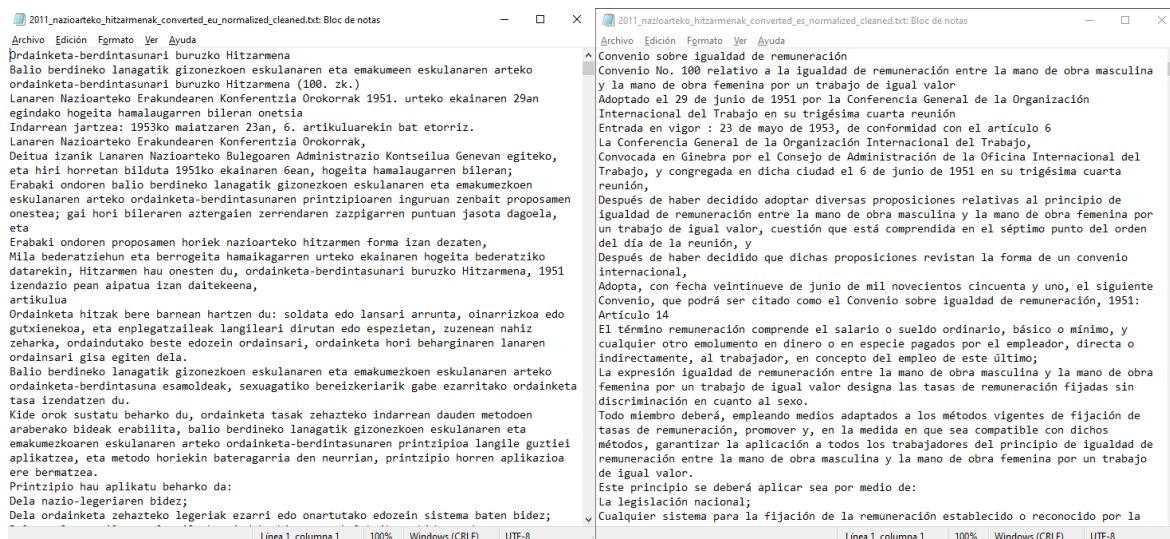 2011_nazioarteko_hitzarmenak_converted_eu_normalized_cleaned.txt: Bloc de notas
Archivo Edición Formato Ver Ayuda
Ordainketa-berdintasunari buruzko Hitzarmena
Balio berdineko lanagatik gizonezkoen eskulanaren eta emakumeen eskulanaren arteko
ordainketa-berdintasunari buruzko Hitzarmena (100. zk.)
Lanaren Nazioarteko Erakundearen Konferentzia Orokorrak 1951. urteko ekainaren 29an
egindako hogeita hamalaugarren bileran onetsia
Indarrean jartzea: 1953ko maiatzaren 23an, 6. artikuluarekin bat etorriz.
Lanaren Nazioarteko Erakundearen Konferentzia Orokorrak,
Deitua izanik Lanaren Nazioarteko Bulegoaren Administrazio Kontseilua Genevan egiteko,
eta hiri horretan bilduta 1951ko ekainaren 6ean, hogeita hamalaugarren bileran;
Erabaki ondoren balio berdineko lanagatik gizonezkoen eskulanaren eta emakumezkoen
eskulanaren arteko ordainketa-berdintasunaren printzipioaren inguruan zenbait proposamen
onestea; gai hori bileraren aztergaien zerrendaren zazpigarren puntuan jasota dagoela,
eta
Erabaki ondoren proposamen horiek nazioarteko hitzarmen forma izan dezaten,
Mila bederatziehun eta berrogeita hamaikagarren urteko ekainaren hogeita bederatziko
datarekin, Hitzarmen hau onesten du, ordainketa-berdintasunari buruzko Hitzarmena, 1951
izendazio pean aipatua izan daitekeena,
artikulua
Ordainketa hitzak bere barnean hartzen du: soldata edo lansari arrunta, oinarrizkoa edo
gutxienekoa, eta enplegatzaileak langileari dirutan edo espezietan, zuzenean nahiz
zeharka, ordaindutako beste edozein ordainsari, ordainketa hori beharginaren lanaren
ordainsari gisa egiten dela.
Balio berdineko lanagatik gizonezkoen eskulanaren eta emakumezkoen eskulanaren arteko
ordainketa-berdintasuna esamoldeak, sexuagatiko bereizkeriarik gabe ezarritako ordainketa
tasa izendatzen du.
Kide orok sustatu beharko du, ordainketa tasak zehazteko indarrean dauden metodoen
araberako bideak erabilita, balio berdineko lanagatik gizonezkoen eskulanaren eta
emakumezkoaren eskulanaren arteko ordainketa-berdintasunaren printzipioa langile guztiei
aplikatzea, eta metodo horiekin bateragarria den neurrian, printzipio horren aplikazioa
ere bermatzea.
Printzipio hau aplikatu beharko da:
Dela nazio-legeriaren bidez;
Dela ordainketa zehazteko legeriak ezarri edo onartutako edozein sistema baten bidez;
Línea 1, columna 1 100% Windows (CRLF) UTF-8
2011_nazioarteko_hitzarmenak_converted_es_normalized_cleaned.txt: Bloc de notas
Archivo Edición Formato Ver Ayuda
Convenio sobre igualdad de remuneración
Convenio No. 100 relativo a la igualdad de remuneración entre la mano de obra masculina
y la mano de obra femenina por un trabajo de igual valor
Adoptado el 29 de junio de 1951 por la Conferencia General de la Organización
Internacional del Trabajo en su trigésima cuarta reunión
Entrada en vigor : 23 de mayo de 1953, de conformidad con el artículo 6
La Conferencia General de la Organización Internacional del Trabajo,
Convocada en Ginebra por el Consejo de Administración de la Oficina Internacional del
Trabajo, y congregada en dicha ciudad el 6 de junio de 1951 en su trigésima cuarta
reunión,
Después de haber decidido adoptar diversas proposiciones relativas al principio de
igualdad de remuneración entre la mano de obra masculina y la mano de obra femenina por
un trabajo de igual valor, cuestión que está comprendida en el séptimo punto del orden
del día de la reunión, y
Después de haber decidido que dichas proposiciones revistan la forma de un convenio
internacional,
Adopta, con fecha veintinueve de junio de mil novecientos cincuenta y uno, el siguiente
Convenio, que podrá ser citado como el Convenio sobre igualdad de remuneración, 1951:
Artículo 14
El término remuneración comprende el salario o sueldo ordinario, básico o mínimo, y
cualquier otro emolumento en dinero o en especie pagados por el empleador, directa o
indirectamente, al trabajador, en concepto del empleo de este último;
La expresión igualdad de remuneración entre la mano de obra masculina y la mano de obra
femenina por un trabajo de igual valor designa las tasas de remuneración fijadas sin
discriminación en cuanto al sexo.
Todo miembro deberá, empleando medios adaptados a los métodos vigentes de fijación de
tasas de remuneración, promover y, en la medida en que sea compatible con dichos
métodos, garantizar la aplicación a todos los trabajadores del principio de igualdad de
remuneración entre la mano de obra masculina y la mano de obra femenina por un trabajo
de igual valor.
Este principio se deberá aplicar sea por medio de:
La legislación nacional;
Cualquier sistema para la fijación de la remuneración establecido o reconocido por la
Línea 1, columna 1 100% Windows (CRLF) UTF-8